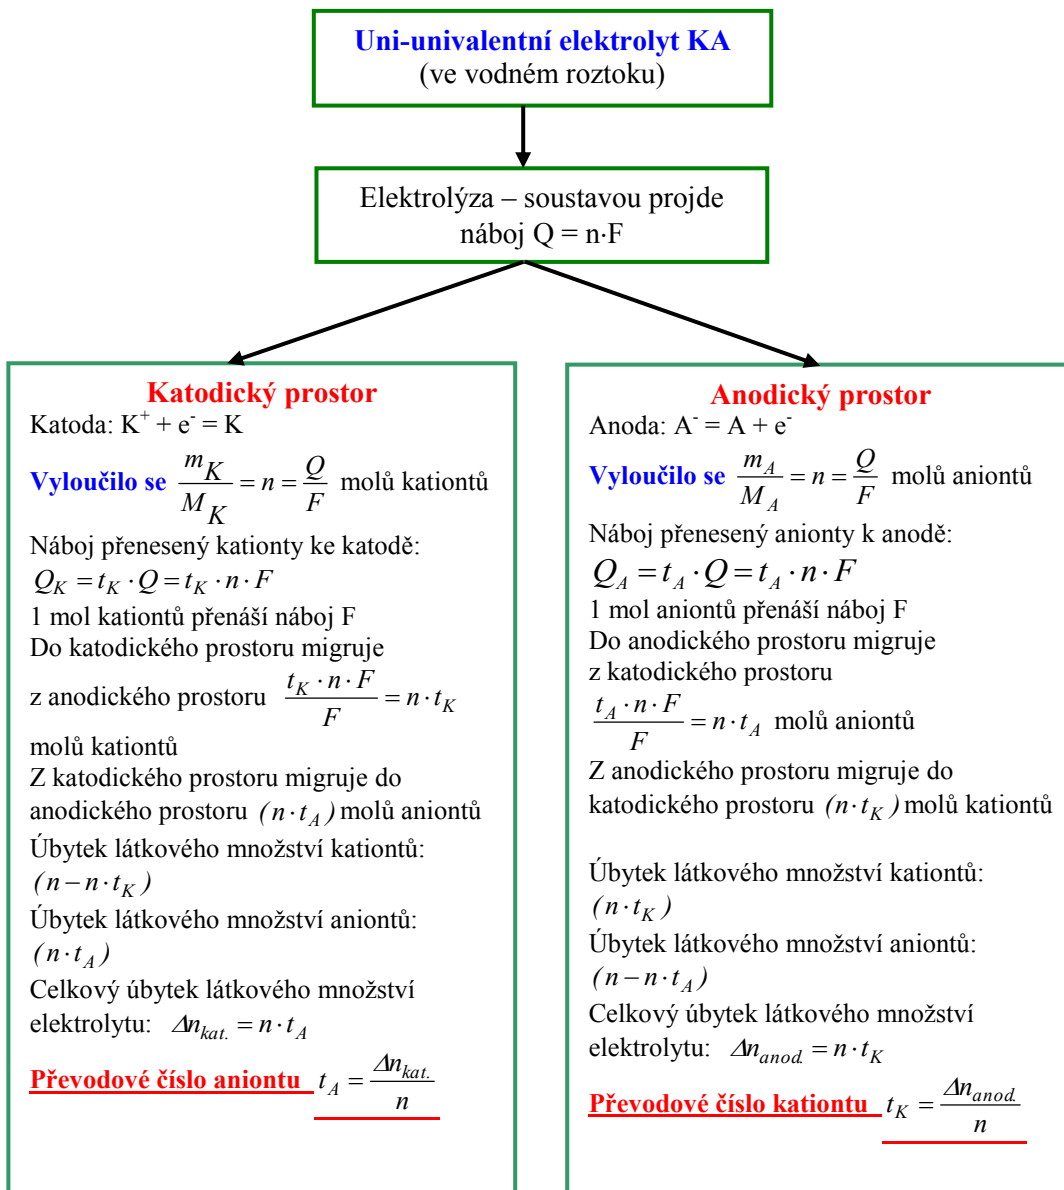 Uni-univalentní elektrolyt KA
(ve vodném roztoku)
Elektrolýza – soustavou projde
náboj Q = n·F
Katodický prostor
Katoda: K⁺ + e⁻ = K
Vyloučilo se m_K/M_K = n = Q/F molů kationtů
Náboj přenesený kationty ke katodě:
Q_K = t_K · Q = t_K · n · F
1 mol kationtů přenáší náboj F
Do katodického prostoru migruje
z anodického prostoru (t_K · n · F)/F = n · t_K
molů kationtů
Z katodického prostoru migruje do
anodického prostoru (n · t_A) molů aniontů
Úbytek látkového množství kationtů:
(n − n · t_K)
Úbytek látkového množství aniontů:
(n · t_A)
Celkový úbytek látkového množství
elektrolytu: Δn_kat. = n · t_A
Převodové číslo aniontu t_A = Δn_kat./n
Anodický prostor
Anoda: A⁻ = A + e⁻
Vyloučilo se m_A/M_A = n = Q/F molů aniontů
Náboj přenesený anionty k anodě:
Q_A = t_A · Q = t_A · n · F
1 mol aniontů přenáší náboj F
Do anodického prostoru migruje
z katodického prostoru
(t_A · n · F)/F = n · t_A molů aniontů
Z anodického prostoru migruje do
katodického prostoru (n · t_K) molů kationtů
Úbytek látkového množství kationtů:
(n · t_K)
Úbytek látkového množství aniontů:
(n − n · t_A)
Celkový úbytek látkového množství
elektrolytu: Δn_anod. = n · t_K
Převodové číslo kationtu t_K = Δn_anod./n